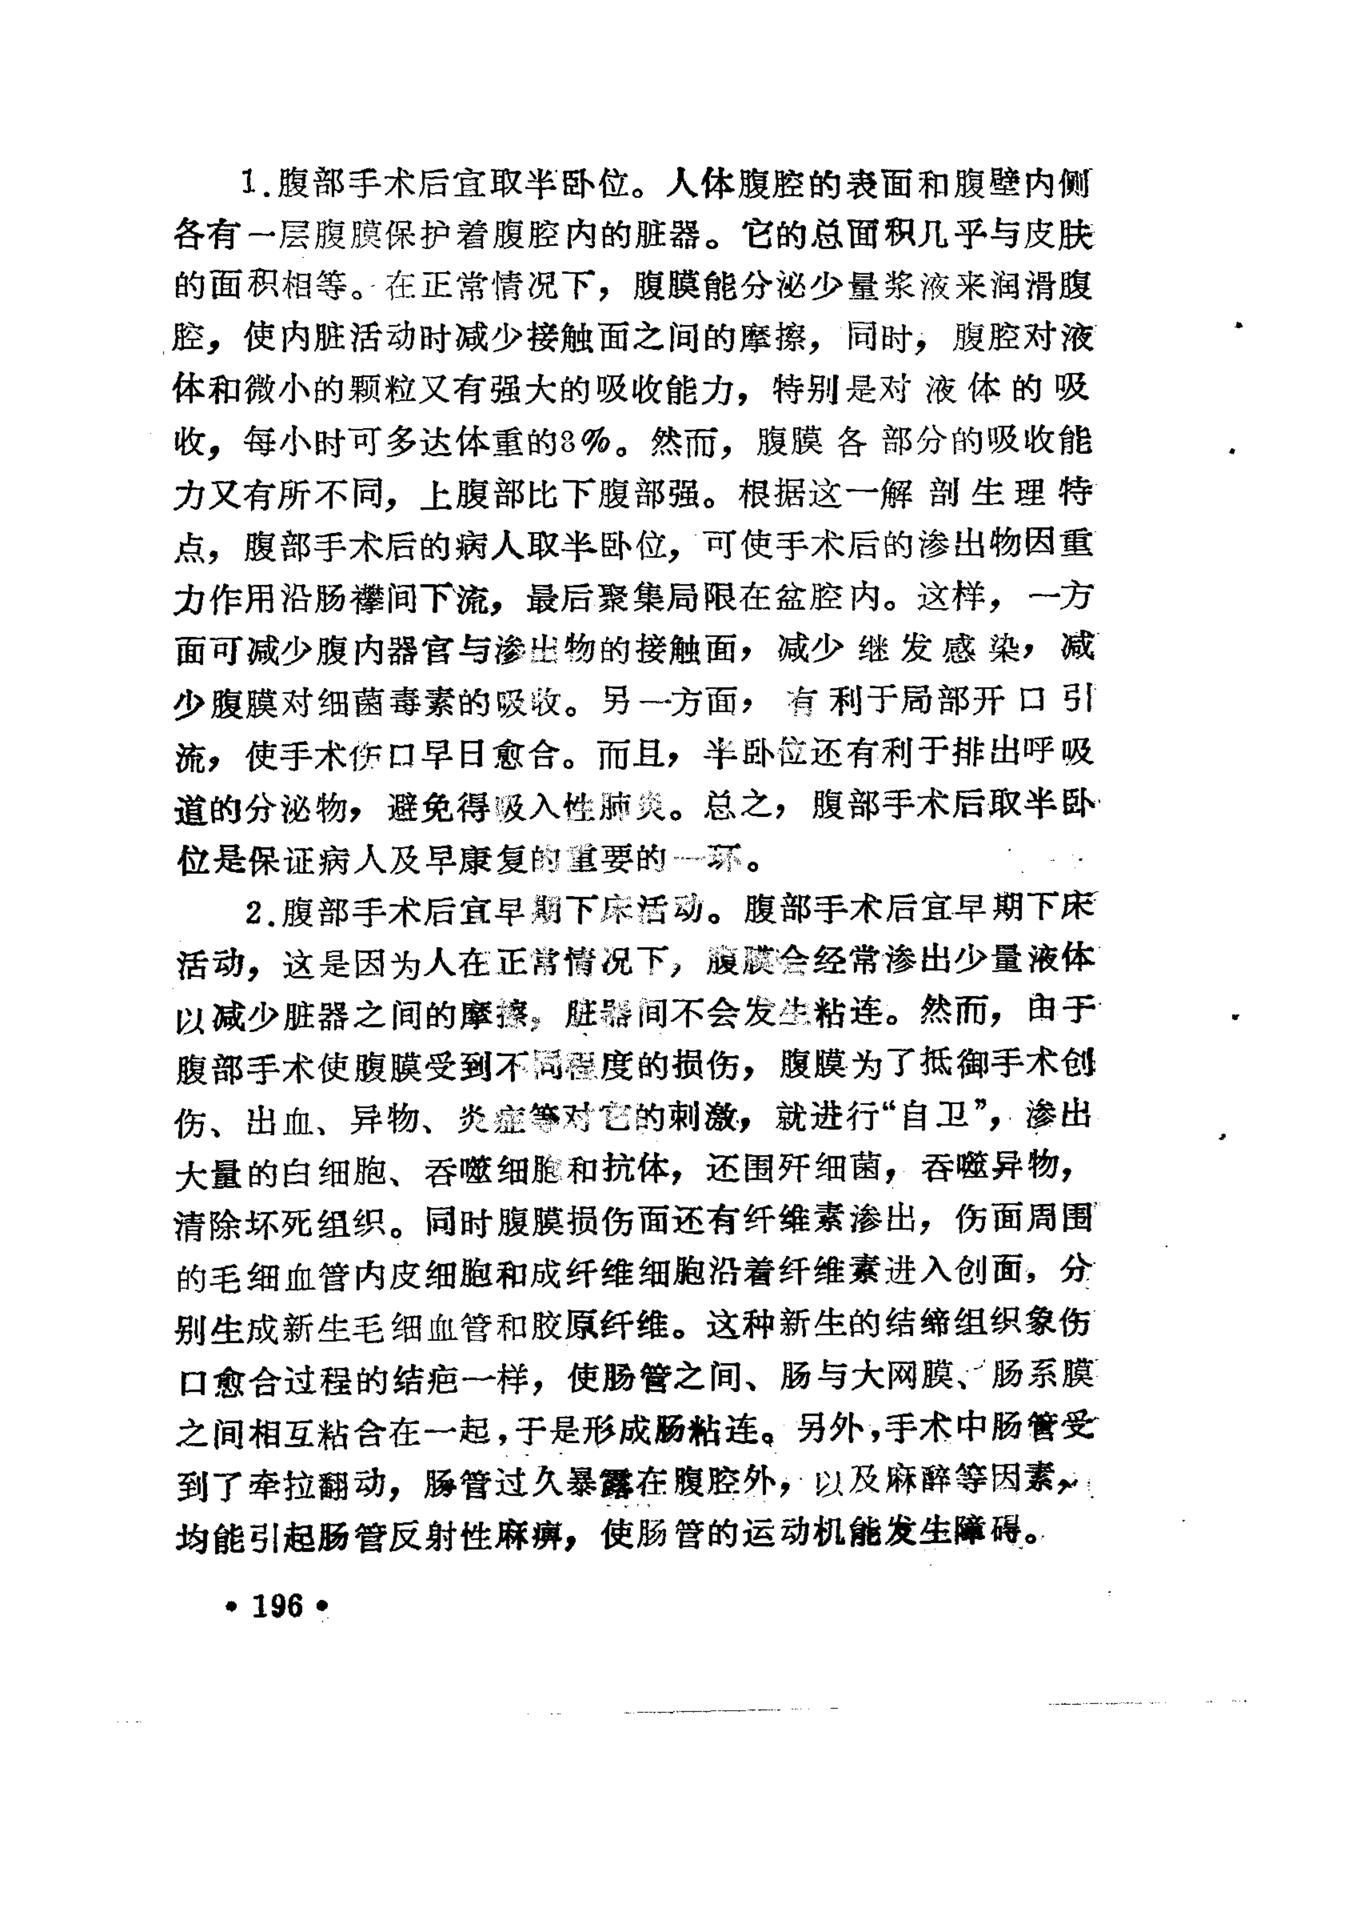 1.腹部手术后宜取半卧位。人体腹腔的表面和腹壁内侧
各有一层腹膜保护着腹腔内的脏器。它的总面积几乎与皮肤
的面积相等。在正常情况下，腹膜能分泌少量浆液来润滑腹
腔，使内脏活动时减少接触面之间的摩擦，同时，腹腔对液
体和微小的颗粒又有强大的吸收能力，特别是对液体的吸
收，每小时可多达体重的8%。然而，腹膜各部分的吸收能
力又有所不同，上腹部比下腹部强。根据这一解剖生理特
点，腹部手术后的病人取半卧位，可使手术后的渗出物因重
力作用沿肠襻间下流，最后聚集局限在盆腔内。这样，一方
面可减少腹内器官与渗出物的接触面，减少继发感染，减
少腹膜对细菌毒素的吸收。另一方面，有利于局部开口引
流，使手术伤口早日愈合。而且，半卧位还有利于排出呼吸
道的分泌物，避免得吸入性肺炎。总之，腹部手术后取半卧
位是保证病人及早康复的重要的一环。
2.腹部手术后宜早期下床活动。腹部手术后宜早期下床
活动，这是因为人在正常情况下，腹膜会经常渗出少量液体
以减少脏器之间的摩擦，脏器间不会发生粘连。然而，由于
腹部手术使腹膜受到不同程度的损伤，腹膜为了抵御手术创
伤、出血、异物、炎症等对它的刺激，就进行“自卫”，渗出
大量的白细胞、吞噬细胞和抗体，还围歼细菌，吞噬异物，
清除坏死组织。同时腹膜损伤面还有纤维素渗出，伤面周围
的毛细血管内皮细胞和成纤维细胞沿着纤维素进入创面，分
别生成新生毛细血管和胶原纤维。这种新生的结缔组织象伤
口愈合过程的结疤一样，使肠管之间、肠与大网膜、肠系膜
之间相互粘合在一起，于是形成肠粘连。另外，手术中肠管受
到了牵拉翻动，肠管过久暴露在腹腔外，以及麻醉等因素，
均能引起肠管反射性麻痹，使肠管的运动机能发生障碍。
•196•